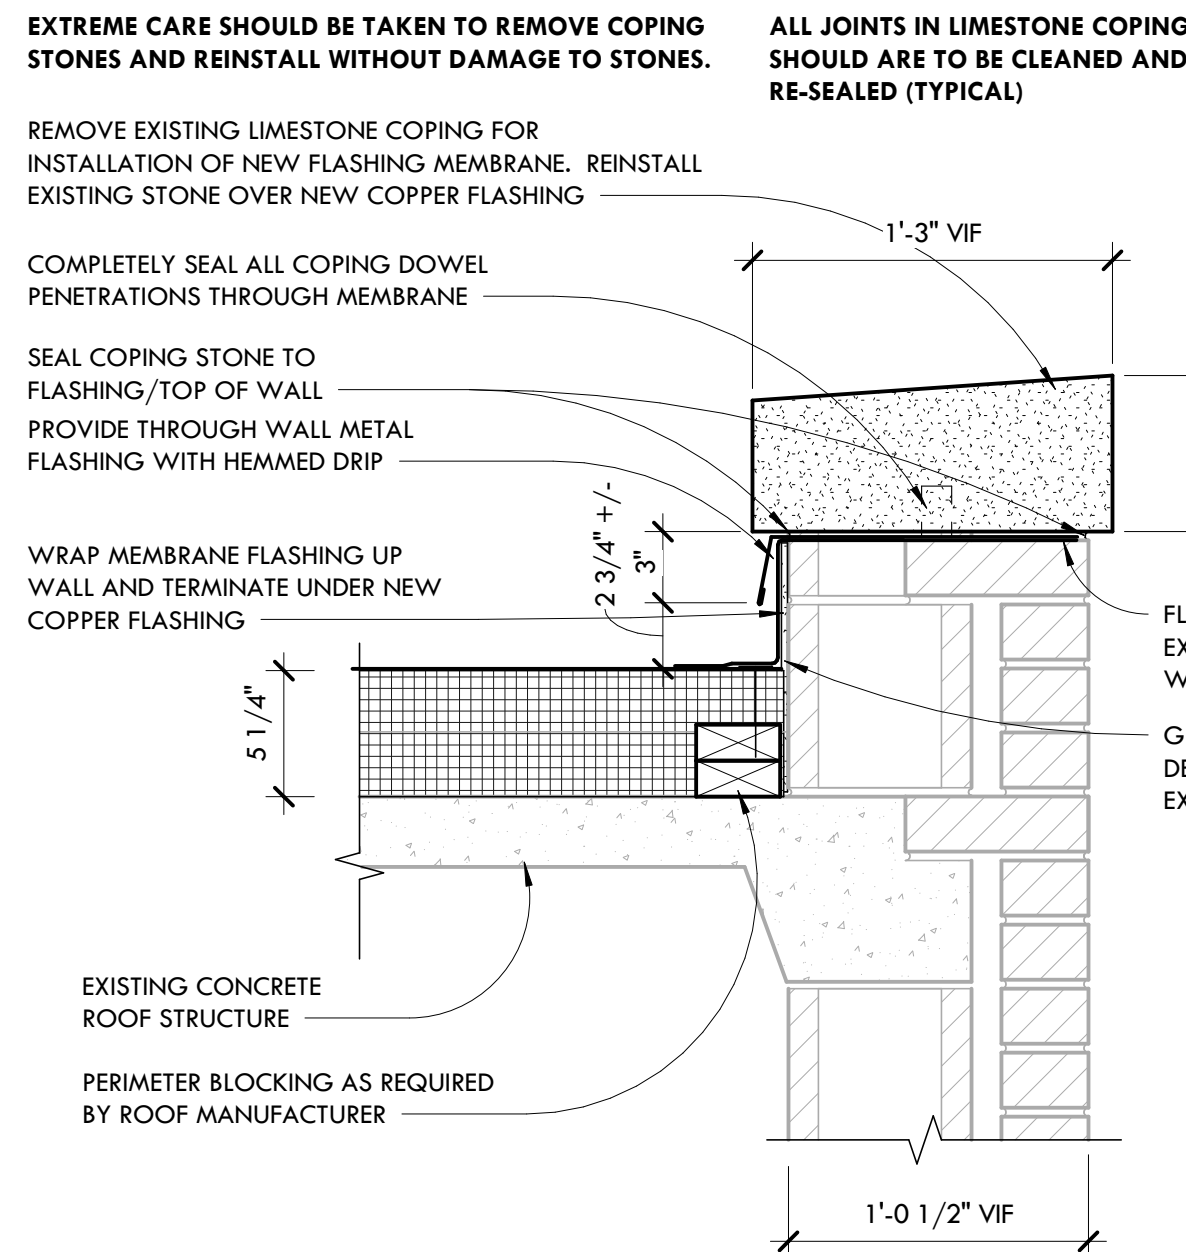 EXTREME CARE SHOULD BE TAKEN TO REMOVE COPING
STONES AND REINSTALL WITHOUT DAMAGE TO STONES.
ALL JOINTS IN LIMESTONE COPING
SHOULD ARE TO BE CLEANED AND
RE-SEALED (TYPICAL)
REMOVE EXISTING LIMESTONE COPING FOR
INSTALLATION OF NEW FLASHING MEMBRANE. REINSTALL
EXISTING STONE OVER NEW COPPER FLASHING
1'-3" VIF
COMPLETELY SEAL ALL COPING DOWEL
PENETRATIONS THROUGH MEMBRANE
SEAL COPING STONE TO
FLASHING/TOP OF WALL
PROVIDE THROUGH WALL METAL
FLASHING WITH HEMMED DRIP
2 3/4" +/-
3"
WRAP MEMBRANE FLASHING UP
WALL AND TERMINATE UNDER NEW
COPPER FLASHING
FL
EX
W
5 1/4"
G
DE
EX
EXISTING CONCRETE
ROOF STRUCTURE
PERIMETER BLOCKING AS REQUIRED
BY ROOF MANUFACTURER
1'-0 1/2" VIF